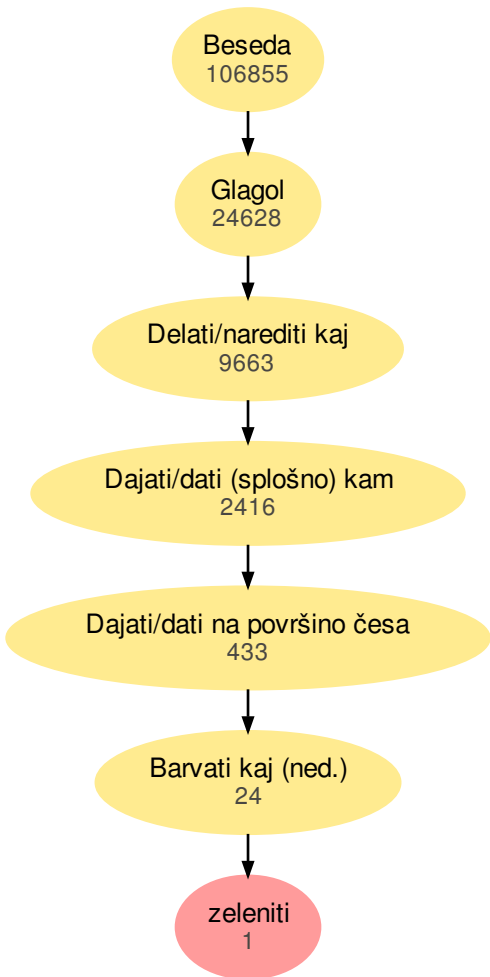 Beseda
106855
Glagol
24628
Delati/narediti kaj
9663
Dajati/dati (splošno) kam
2416
Dajati/dati na površino česa
433
Barvati kaj (ned.)
24
zeleniti
1